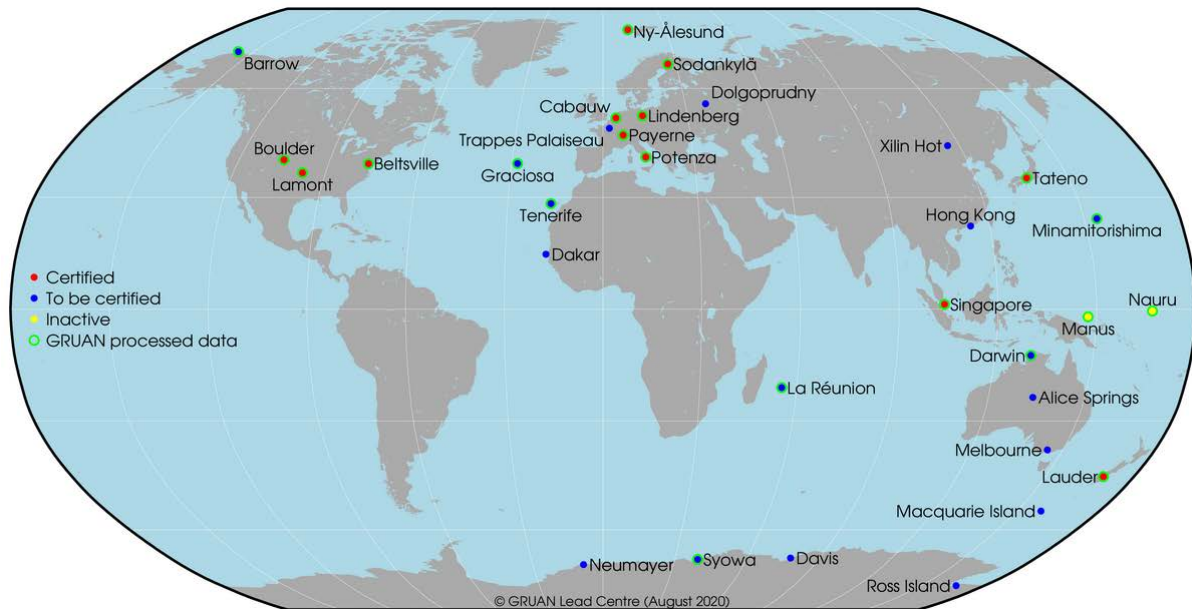 Ny-Ålesund
Barrow
Sodankylä
Dolgoprudny
Cabauw
Lindenberg
Trappes Palaiseau
Payerne
Xilin Hot
Boulder
Beltsville
Potenza
Graciosa
Lamont
Tateno
Tenerife
Hong Kong
Minamitorishima
Dakar
Certified
To be certified
Inactive
GRUAN processed data
Singapore
Nauru
Manus
Darwin
La Réunion
Alice Springs
Melbourne
Lauder
Macquarie Island
Neumayer
Syowa
Davis
Ross Island
© GRUAN Lead Centre (August 2020)